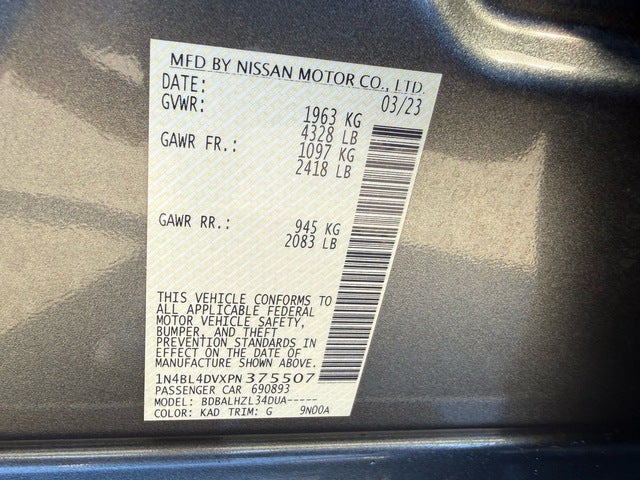 MFD BY NISSAN MOTOR CO., LTD.
DATE: 03/23
GVWR: 1963 KG
4328 LB
GAWR FR.: 1097 KG
2418 LB
GAWR RR.: 945 KG
2083 LB
THIS VEHICLE CONFORMS TO
ALL APPLICABLE FEDERAL
MOTOR VEHICLE SAFETY,
BUMPER, AND THEFT
PREVENTION STANDARDS IN
EFFECT ON THE DATE OF
MANUFACTURE SHOWN ABOVE.
1N4BL4DVXPN375507
PASSENGER CAR 690893
MODEL: BDBALHZL34DUA-----
COLOR: KAD TRIM: G 9N00A